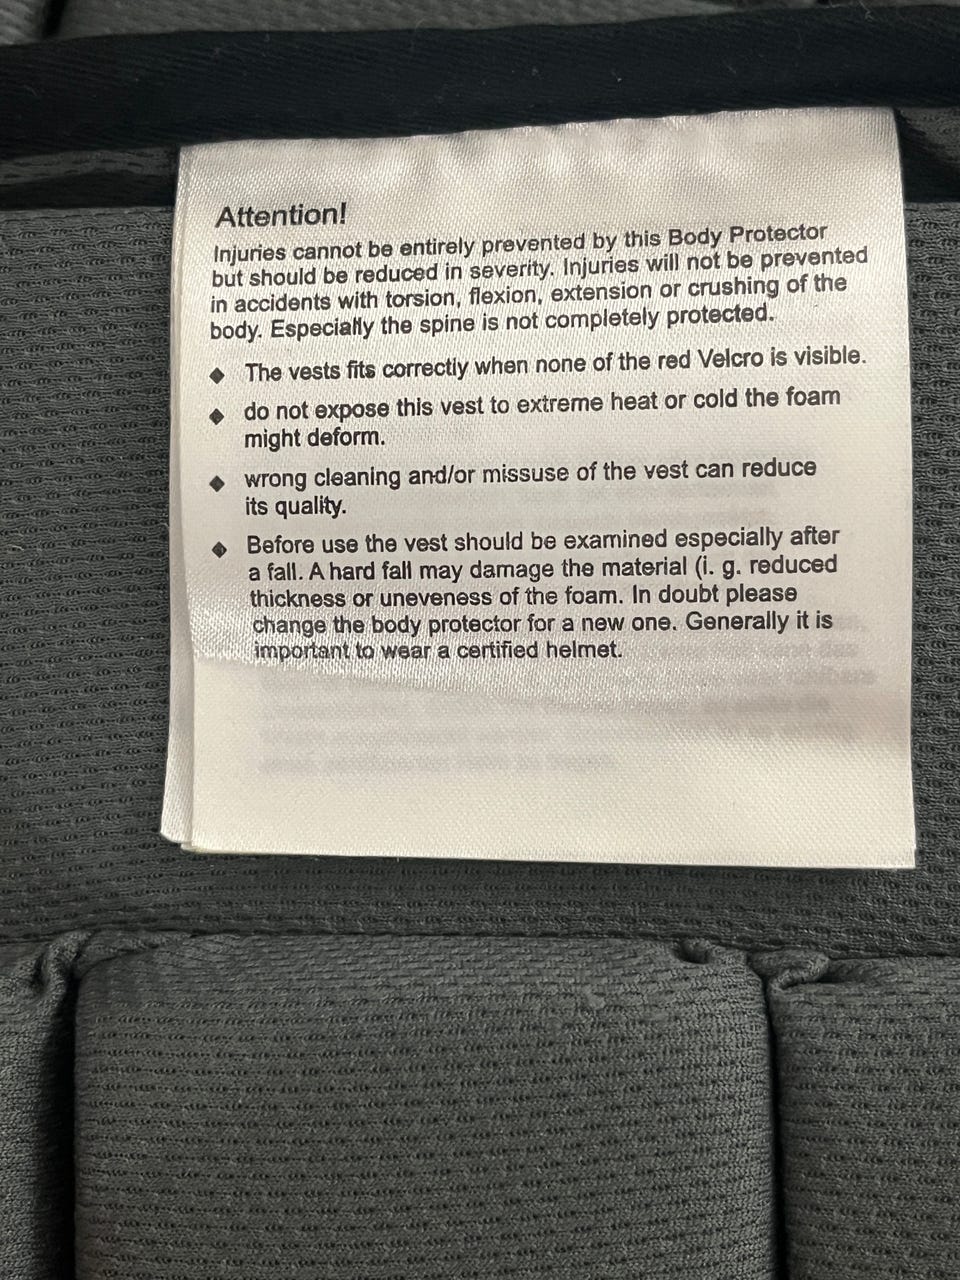 Attention!
Injuries cannot be entirely prevented by this Body Protector
but should be reduced in severity. Injuries will not be prevented
in accidents with torsion, flexion, extension or crushing of the
body. Especially the spine is not completely protected.
◆ The vests fits correctly when none of the red Velcro is visible.
◆ do not expose this vest to extreme heat or cold the foam
might deform.
◆ wrong cleaning and/or missuse of the vest can reduce
its quality.
◆ Before use the vest should be examined especially after
a fall. A hard fall may damage the material (i. g. reduced
thickness or uneveness of the foam. In doubt please
change the body protector for a new one. Generally it is
important to wear a certified helmet.